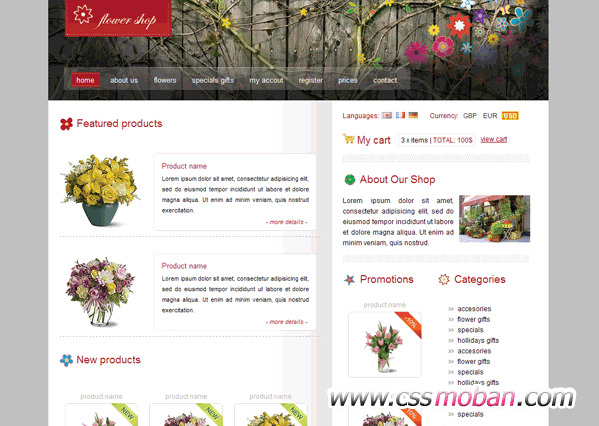 flower shop
home about us flowers specials gifts my accout register prices contact
Featured products
Product name
Lorem ipsum dolor sit amet, consectetur adipisicing elit, sed do eiusmod tempor incididunt ut labore et dolore magna aliqua. Ut enim ad minim veniam, quis nostrud. exercitation.
- more details -
Product name
Lorem ipsum dolor sit amet, consectetur adipisicing elit, sed do eiusmod tempor incididunt ut labore et dolore magna aliqua. Ut enim ad minim veniam, quis nostrud. exercitation.
- more details -
New products
product name product name product name
NEW NEW NEW
Languages: Currency: GBP EUR USD
My cart 3 x items | TOTAL: 100$ view cart
About Our Shop
Lorem ipsum dolor sit amet,
consectetur adipisicing elit, sed
do eiusmod tempor incididunt ut
labore et dolore magna aliqua. Ut
enim ad minim veniam, quis
nostrud.
Promotions
product name
-10%
-10%
Categories
accesories
flower gifts
specials
hollidays gifts
accesories
flower gifts
specials
hollidays gifts
specials
www.cssmoban.com